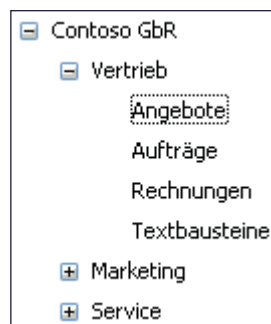 Contoso GbR
Vertrieb
Angebote
Aufträge
Rechnungen
Textbausteine
Marketing
Service